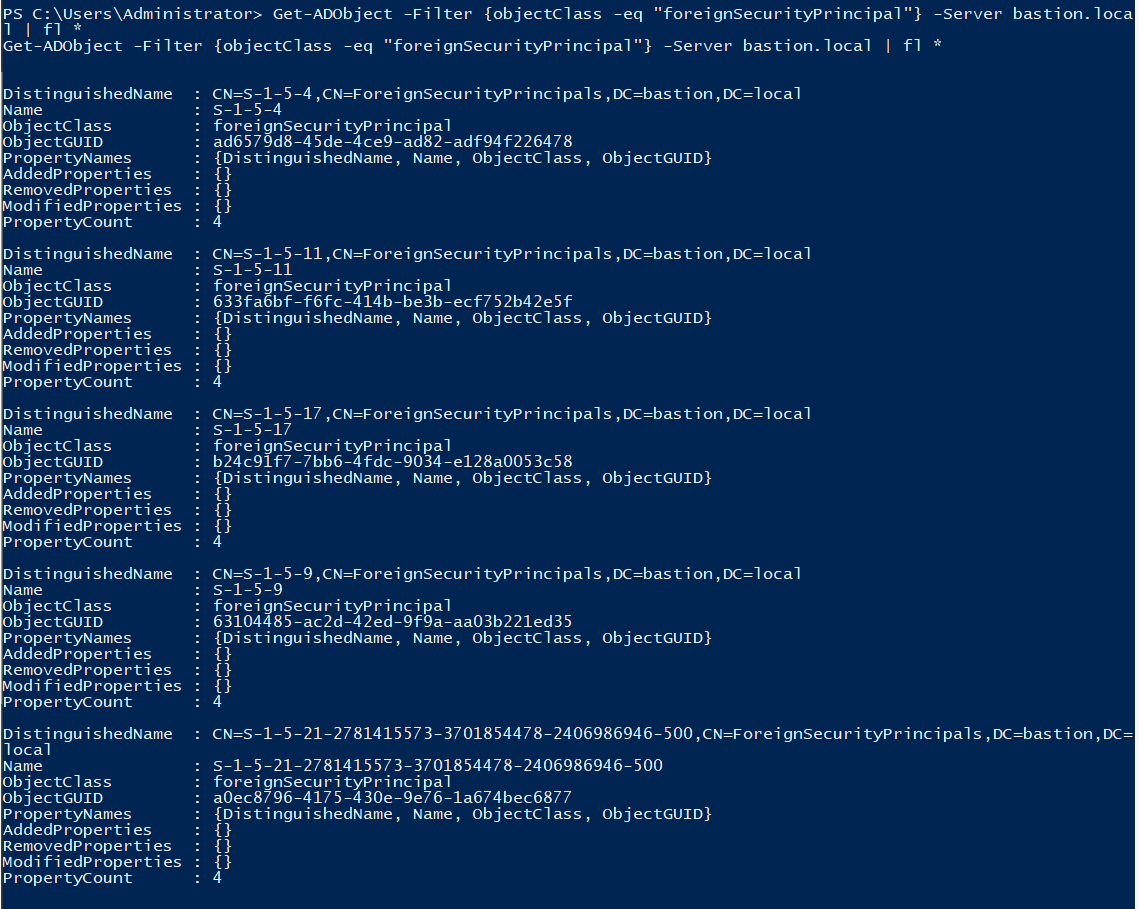 PS C:\Users\Administrator> Get-ADObject -Filter {objectClass -eq "foreignSecurityPrincipal"} -Server bastion.loca
l | fl *
Get-ADObject -Filter {objectClass -eq "foreignSecurityPrincipal"} -Server bastion.local | fl *
DistinguishedName  : CN=S-1-5-4,CN=ForeignSecurityPrincipals,DC=bastion,DC=local
Name               : S-1-5-4
ObjectClass        : foreignSecurityPrincipal
ObjectGUID         : ad6579d8-45de-4ce9-ad82-adf94f226478
PropertyNames      : {DistinguishedName, Name, ObjectClass, ObjectGUID}
AddedProperties    : {}
RemovedProperties  : {}
ModifiedProperties : {}
PropertyCount      : 4
DistinguishedName  : CN=S-1-5-11,CN=ForeignSecurityPrincipals,DC=bastion,DC=local
Name               : S-1-5-11
ObjectClass        : foreignSecurityPrincipal
ObjectGUID         : 633fa6bf-f6fc-414b-be3b-ecf752b42e5f
PropertyNames      : {DistinguishedName, Name, ObjectClass, ObjectGUID}
AddedProperties    : {}
RemovedProperties  : {}
ModifiedProperties : {}
PropertyCount      : 4
DistinguishedName  : CN=S-1-5-17,CN=ForeignSecurityPrincipals,DC=bastion,DC=local
Name               : S-1-5-17
ObjectClass        : foreignSecurityPrincipal
ObjectGUID         : b24c91f7-7bb6-4fdc-9034-e128a0053c58
PropertyNames      : {DistinguishedName, Name, ObjectClass, ObjectGUID}
AddedProperties    : {}
RemovedProperties  : {}
ModifiedProperties : {}
PropertyCount      : 4
DistinguishedName  : CN=S-1-5-9,CN=ForeignSecurityPrincipals,DC=bastion,DC=local
Name               : S-1-5-9
ObjectClass        : foreignSecurityPrincipal
ObjectGUID         : 63104485-ac2d-42ed-9f9a-aa03b221ed35
PropertyNames      : {DistinguishedName, Name, ObjectClass, ObjectGUID}
AddedProperties    : {}
RemovedProperties  : {}
ModifiedProperties : {}
PropertyCount      : 4
DistinguishedName  : CN=S-1-5-21-2781415573-3701854478-2406986946-500,CN=ForeignSecurityPrincipals,DC=bastion,DC=
local
Name               : S-1-5-21-2781415573-3701854478-2406986946-500
ObjectClass        : foreignSecurityPrincipal
ObjectGUID         : a0ec8796-4175-430e-9e76-1a674bec6877
PropertyNames      : {DistinguishedName, Name, ObjectClass, ObjectGUID}
AddedProperties    : {}
RemovedProperties  : {}
ModifiedProperties : {}
PropertyCount      : 4